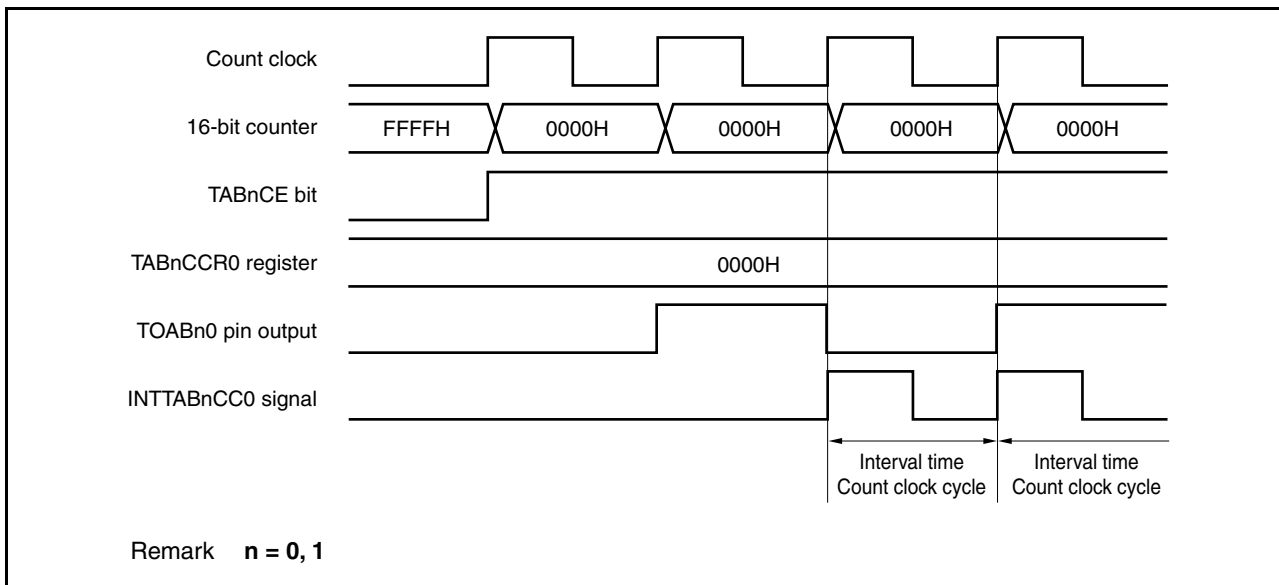 Count clock
16-bit counter
FFFFH
0000H
0000H
0000H
0000H
TABnCE bit
TABnCCR0 register
0000H
TOABn0 pin output
INTTABnCC0 signal
Interval time
Count clock cycle
Interval time
Count clock cycle
Remark n = 0, 1